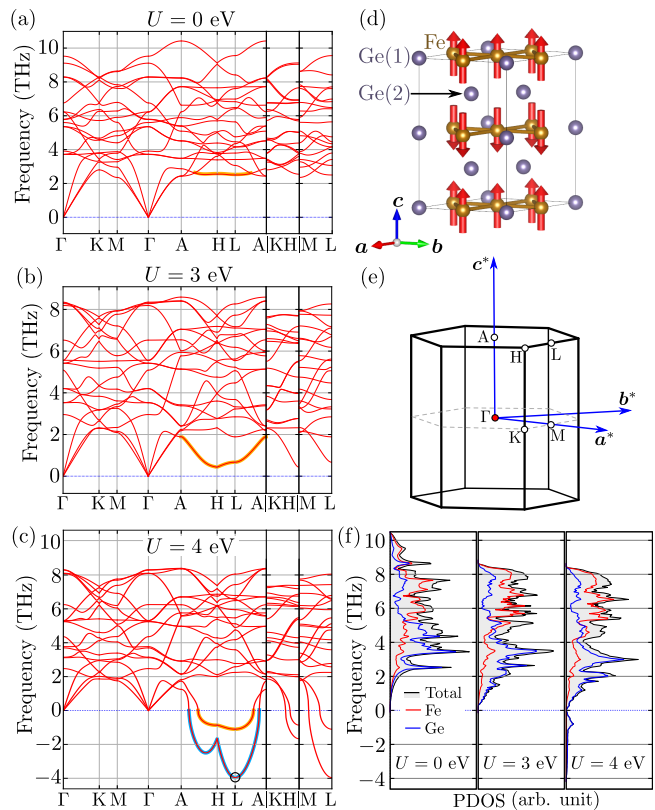 (a)
U = 0 eV
Frequency (THz)
10
8
6
4
2
0
Γ K M Γ A H L A|KH|M L
(b)
U = 3 eV
Frequency (THz)
8
6
4
2
0
Γ K M Γ A H L A|KH|M L
(c)
U = 4 eV
Frequency (THz)
10
8
6
4
2
0
−2
−4
Γ K M Γ A H L A|KH|M L
(d)
Fe
Ge(1)
Ge(2)
c
a
b
(e)
c*
A
H
L
Γ
b*
K
M
a*
(f)
Frequency (THz)
10
8
6
4
2
0
−2
−4
Total
Fe
Ge
U = 0 eV
U = 3 eV
U = 4 eV
PDOS (arb. unit)